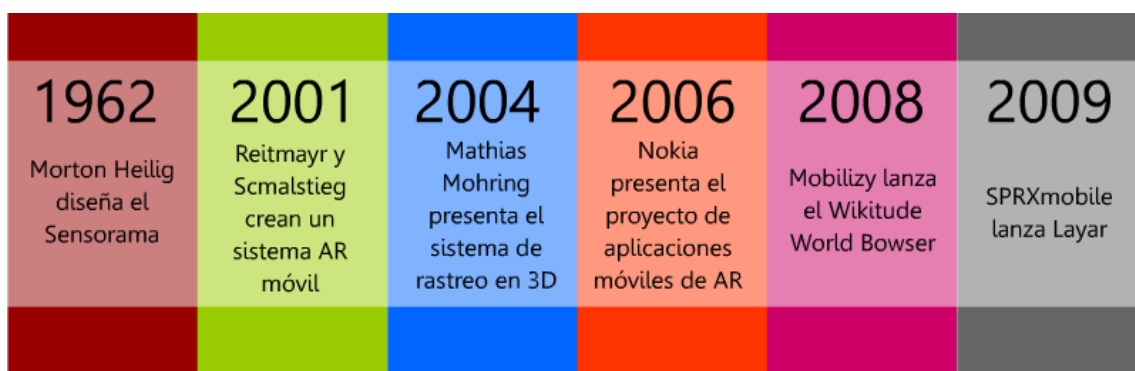 1962
Morton Heilig
diseña el
Sensorama
2001
Reitmayr y
Scmalstieg
crean un
sistema AR
móvil
2004
Mathias
Mohring
presenta el
sistema de
rastreo en 3D
2006
Nokia
presenta el
proyecto de
aplicaciones
móviles de AR
2008
Mobilizy lanza
el Wikitude
World Bowser
2009
SPRXmobile
lanza Layar